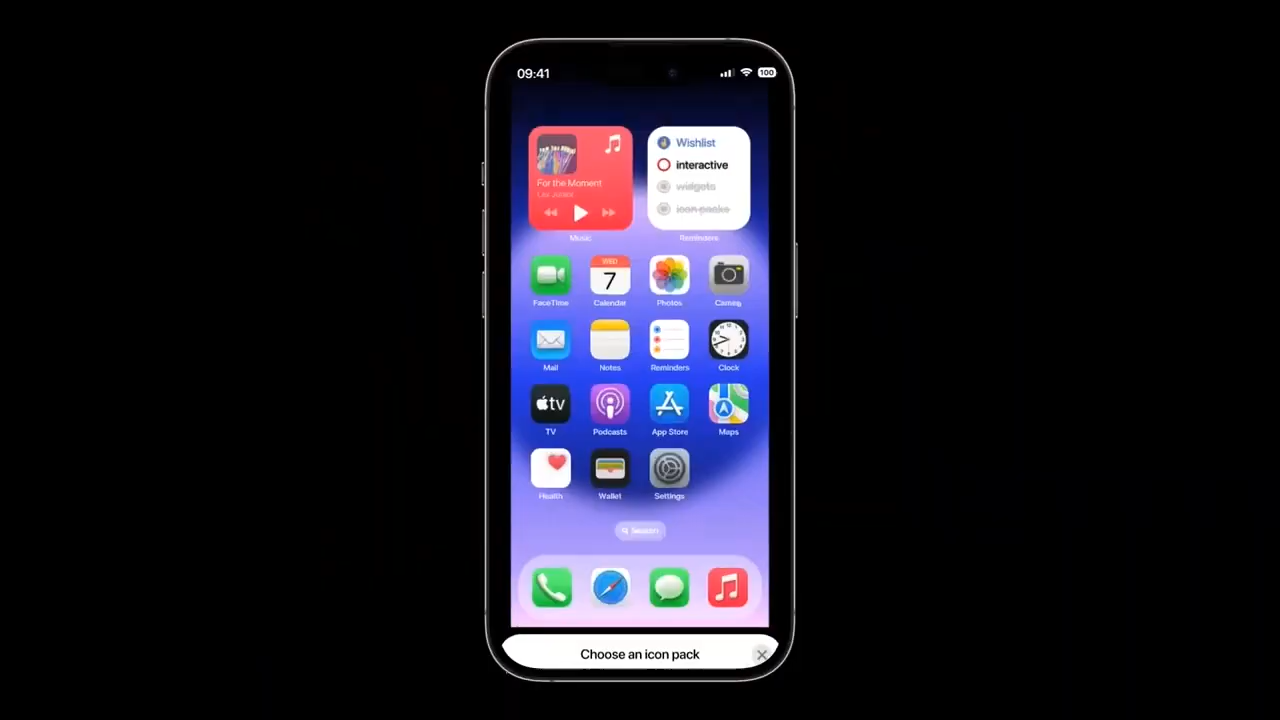 09:41
100
For the Moment
Music
Wishlist
interactive
widgets
icon packs
Reminders
FaceTime
WED
7
Calendar
Photos
Camera
Mail
Notes
Reminders
Clock
tv
TV
Podcasts
App Store
Maps
Health
Wallet
Settings
Search
Choose an icon pack